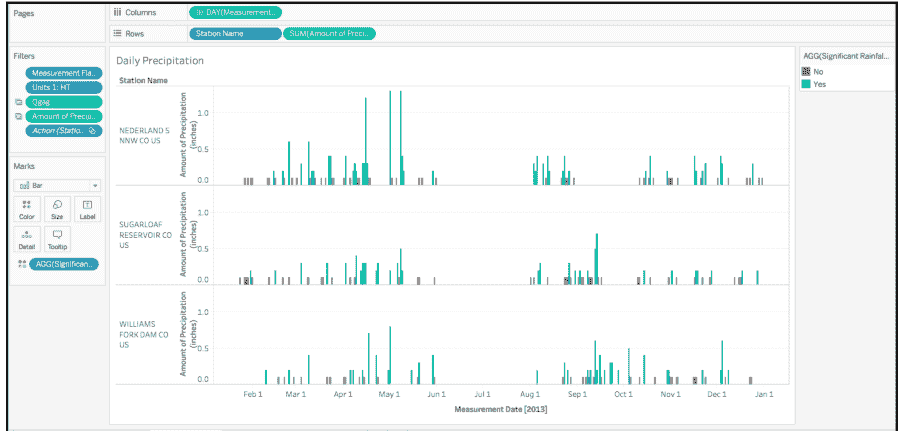 Pages
Columns
DAY(Measurement..
Rows
Station Name
SUM(Amount of Preci..
Filters
Measurement Fla..
Units 1: HT
Qgag
Amount of Precip..
Action (Statio..
Marks
Bar
Color
Size
Label
Detail
Tooltip
AGG(Significan..
Daily Precipitation
Station Name
NEDERLAND 5
NNW CO US
Amount of Precipitation
(inches)
1.0
0.5
0.0
SUGARLOAF
RESERVOIR CO
US
Amount of Precipitation
(inches)
1.0
0.5
0.0
WILLIAMS
FORK DAM CO
US
Amount of Precipitation
(inches)
1.0
0.5
0.0
Feb 1 Mar 1 Apr 1 May 1 Jun 1 Jul 1 Aug 1 Sep 1 Oct 1 Nov 1 Dec 1 Jan 1
Measurement Date [2013]
AGG(Significant Rainfal...
No
Yes